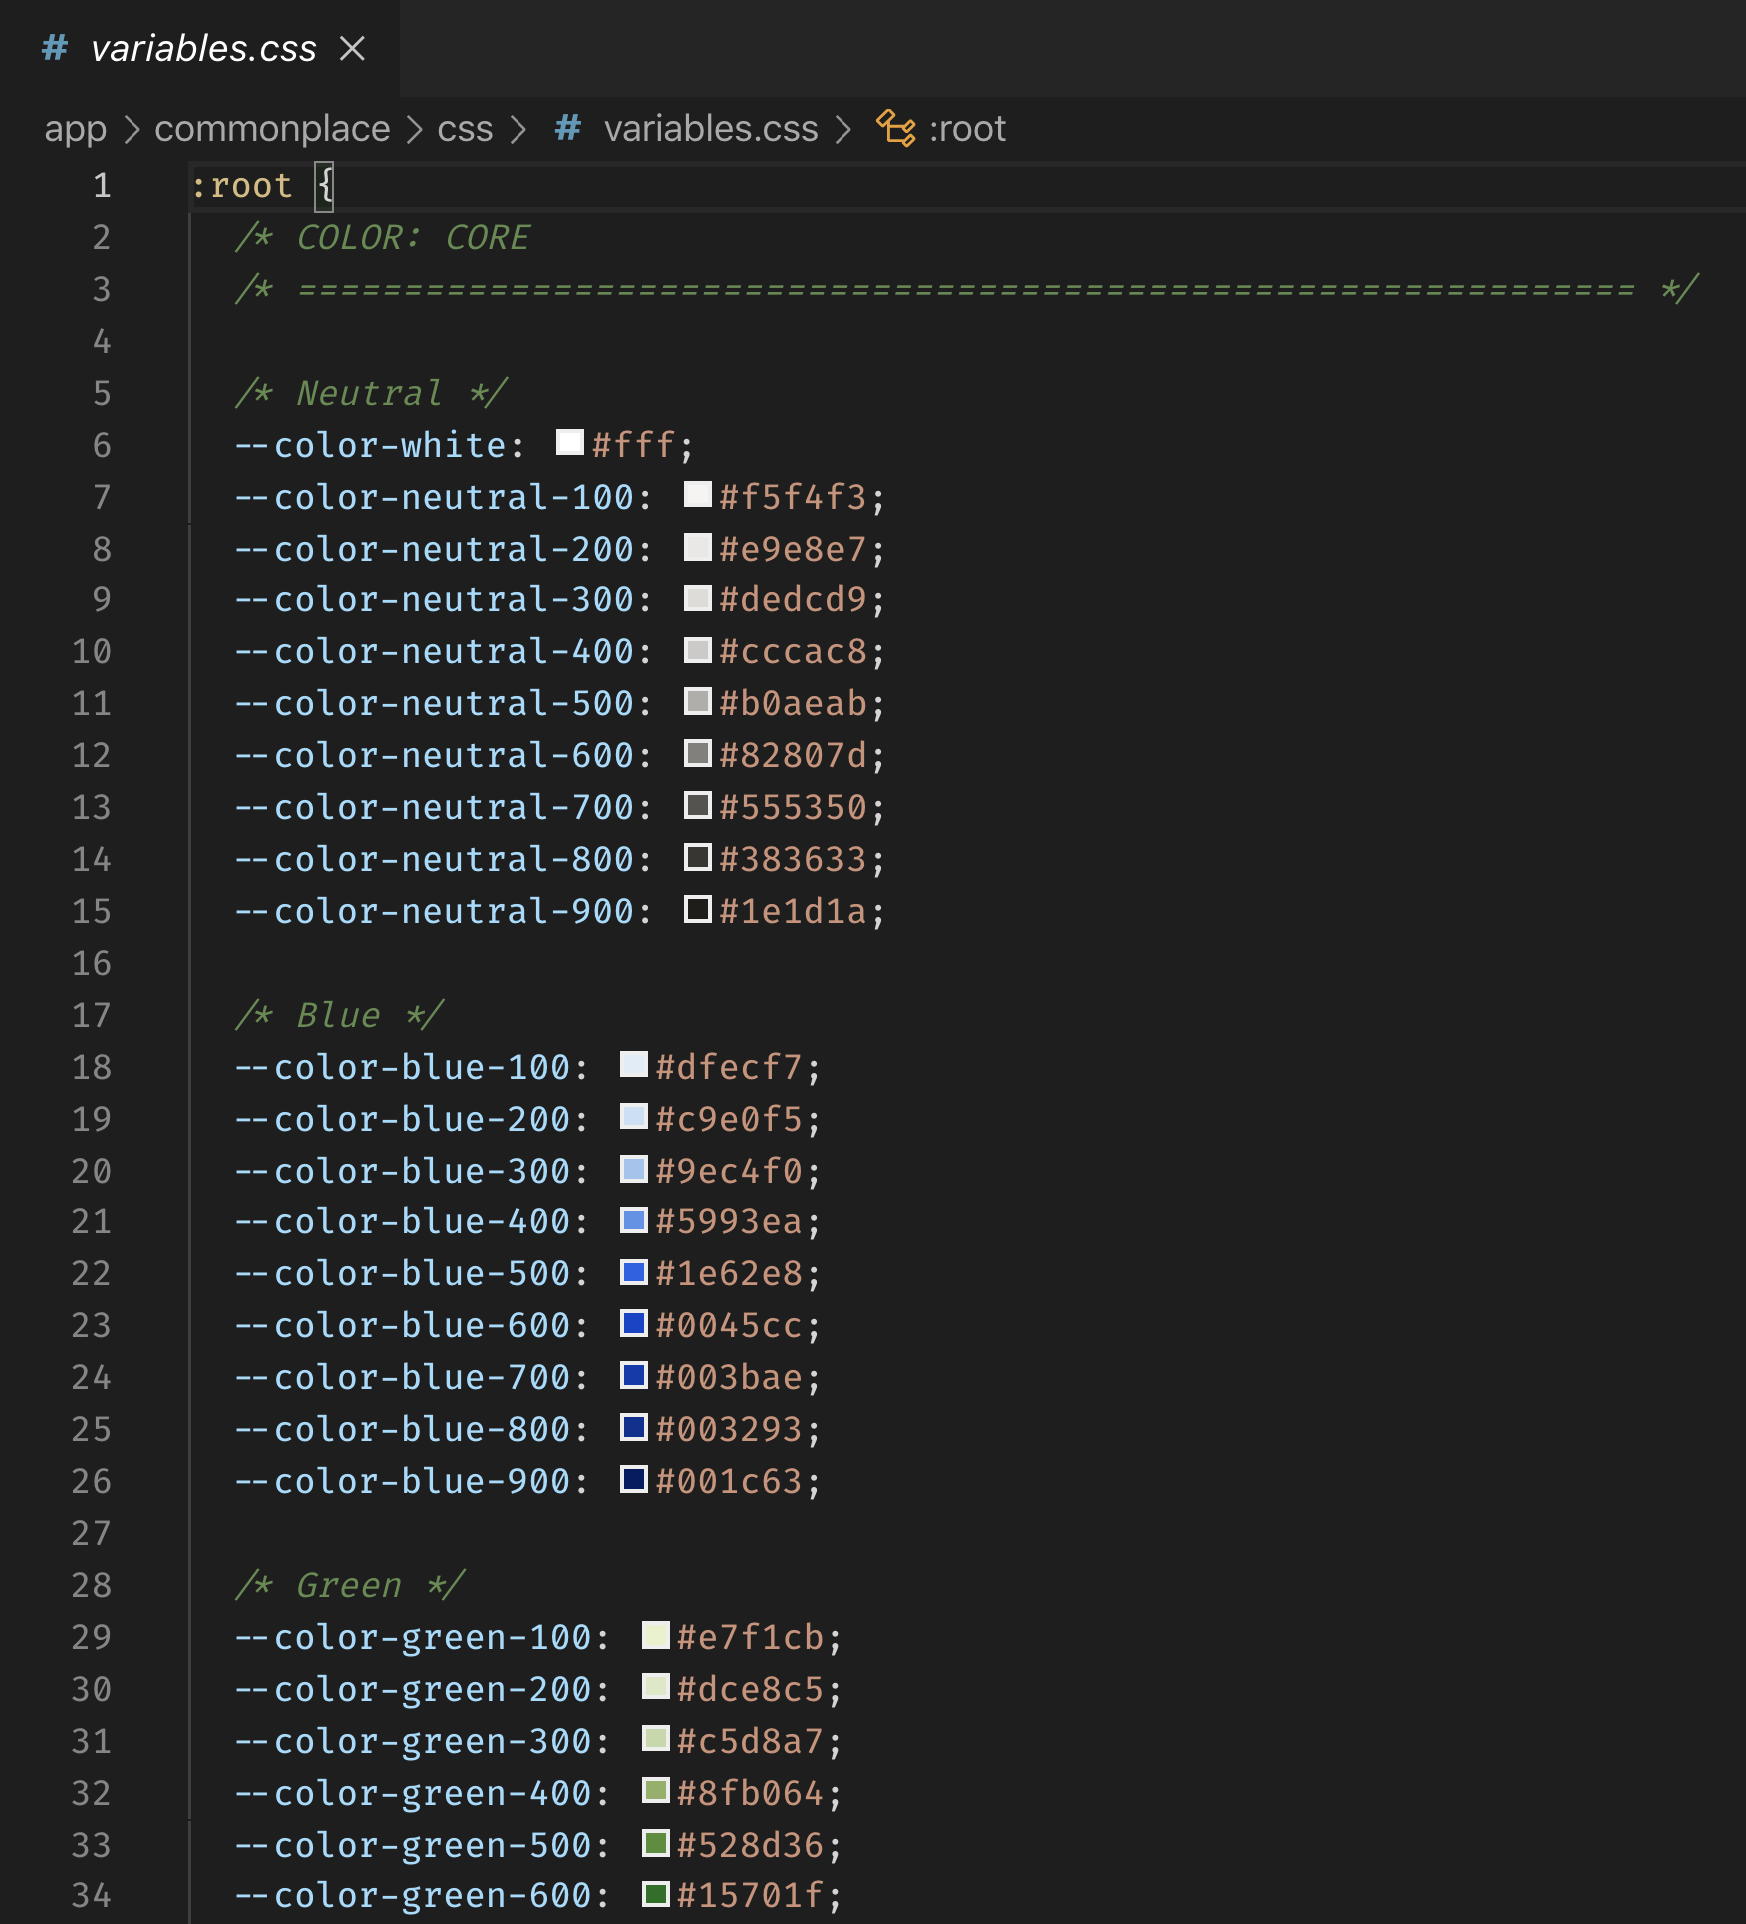 # variables.css ×
app > commonplace > css > # variables.css > :root
1 :root {
2 /* COLOR: CORE
3 /* =============================================================== */
4
5 /* Neutral */
6 --color-white: #fff;
7 --color-neutral-100: #f5f4f3;
8 --color-neutral-200: #e9e8e7;
9 --color-neutral-300: #dedcd9;
10 --color-neutral-400: #cccac8;
11 --color-neutral-500: #b0aeab;
12 --color-neutral-600: #82807d;
13 --color-neutral-700: #555350;
14 --color-neutral-800: #383633;
15 --color-neutral-900: #1e1d1a;
16
17 /* Blue */
18 --color-blue-100: #dfecf7;
19 --color-blue-200: #c9e0f5;
20 --color-blue-300: #9ec4f0;
21 --color-blue-400: #5993ea;
22 --color-blue-500: #1e62e8;
23 --color-blue-600: #0045cc;
24 --color-blue-700: #003bae;
25 --color-blue-800: #003293;
26 --color-blue-900: #001c63;
27
28 /* Green */
29 --color-green-100: #e7f1cb;
30 --color-green-200: #dce8c5;
31 --color-green-300: #c5d8a7;
32 --color-green-400: #8fb064;
33 --color-green-500: #528d36;
34 --color-green-600: #15701f;